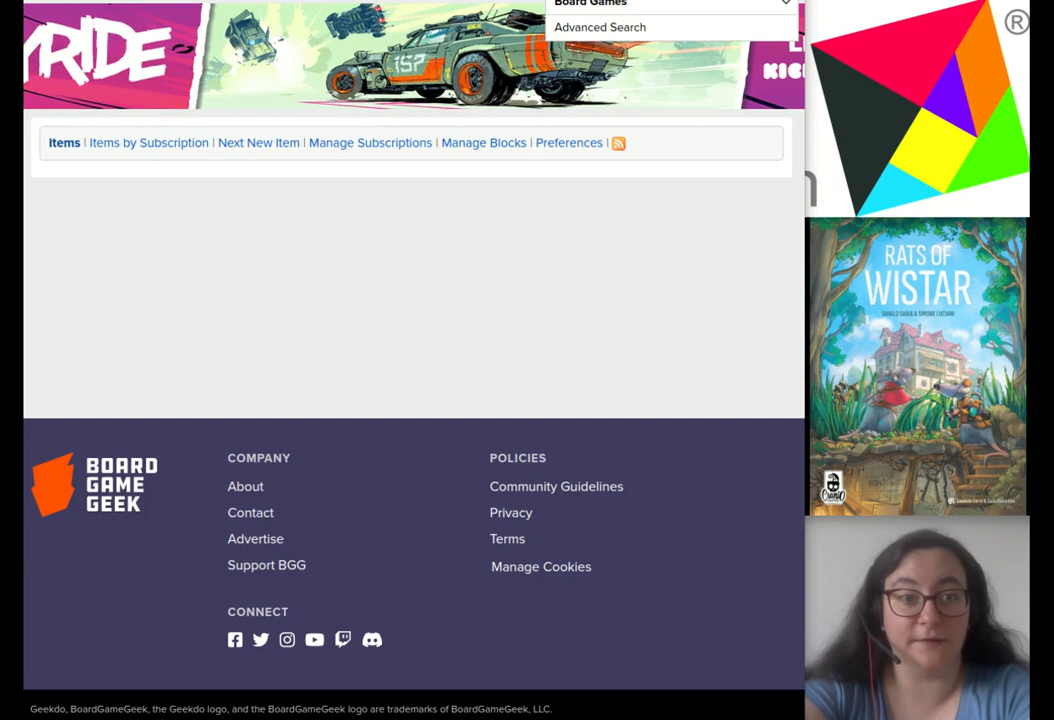 Board Games
Advanced Search
RIDE
157
KIC
®
Items | Items by Subscription | Next New Item | Manage Subscriptions | Manage Blocks | Preferences |
RATS OF
WISTAR
DANILO SABIA & SIMONE LUCIANI
Cranio
BOARD
GAME
GEEK
COMPANY
About
Contact
Advertise
Support BGG
CONNECT
POLICIES
Community Guidelines
Privacy
Terms
Manage Cookies
Geekdo, BoardGameGeek, the Geekdo logo, and the BoardGameGeek logo are trademarks of BoardGameGeek, LLC.